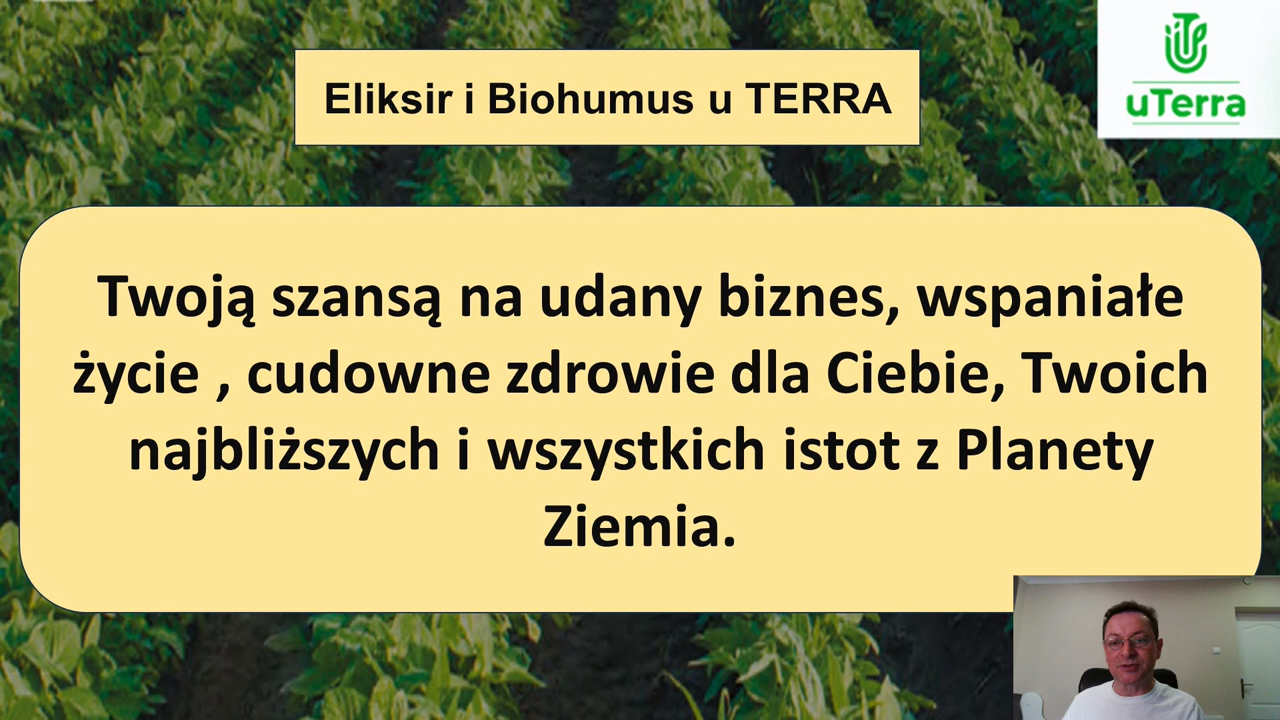 Eliksir i Biohumus u TERRA
uTerra
Twoją szansą na udany biznes, wspaniałe
życie , cudowne zdrowie dla Ciebie, Twoich
najbliższych i wszystkich istot z Planety
Ziemia.